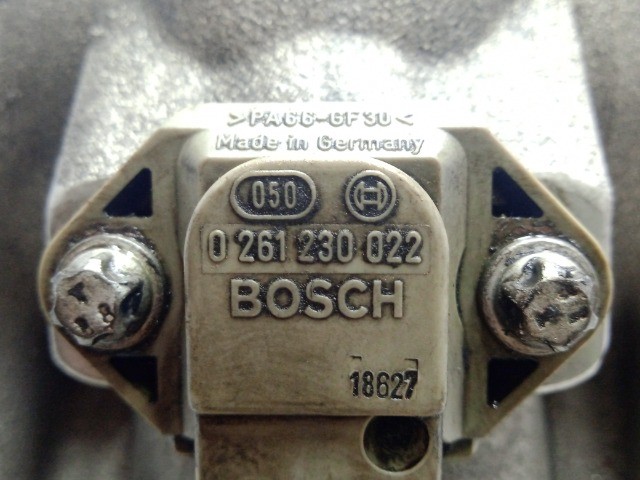 >PA66-GF30<
Made in Germany
050
0 261 230 022
BOSCH
18627